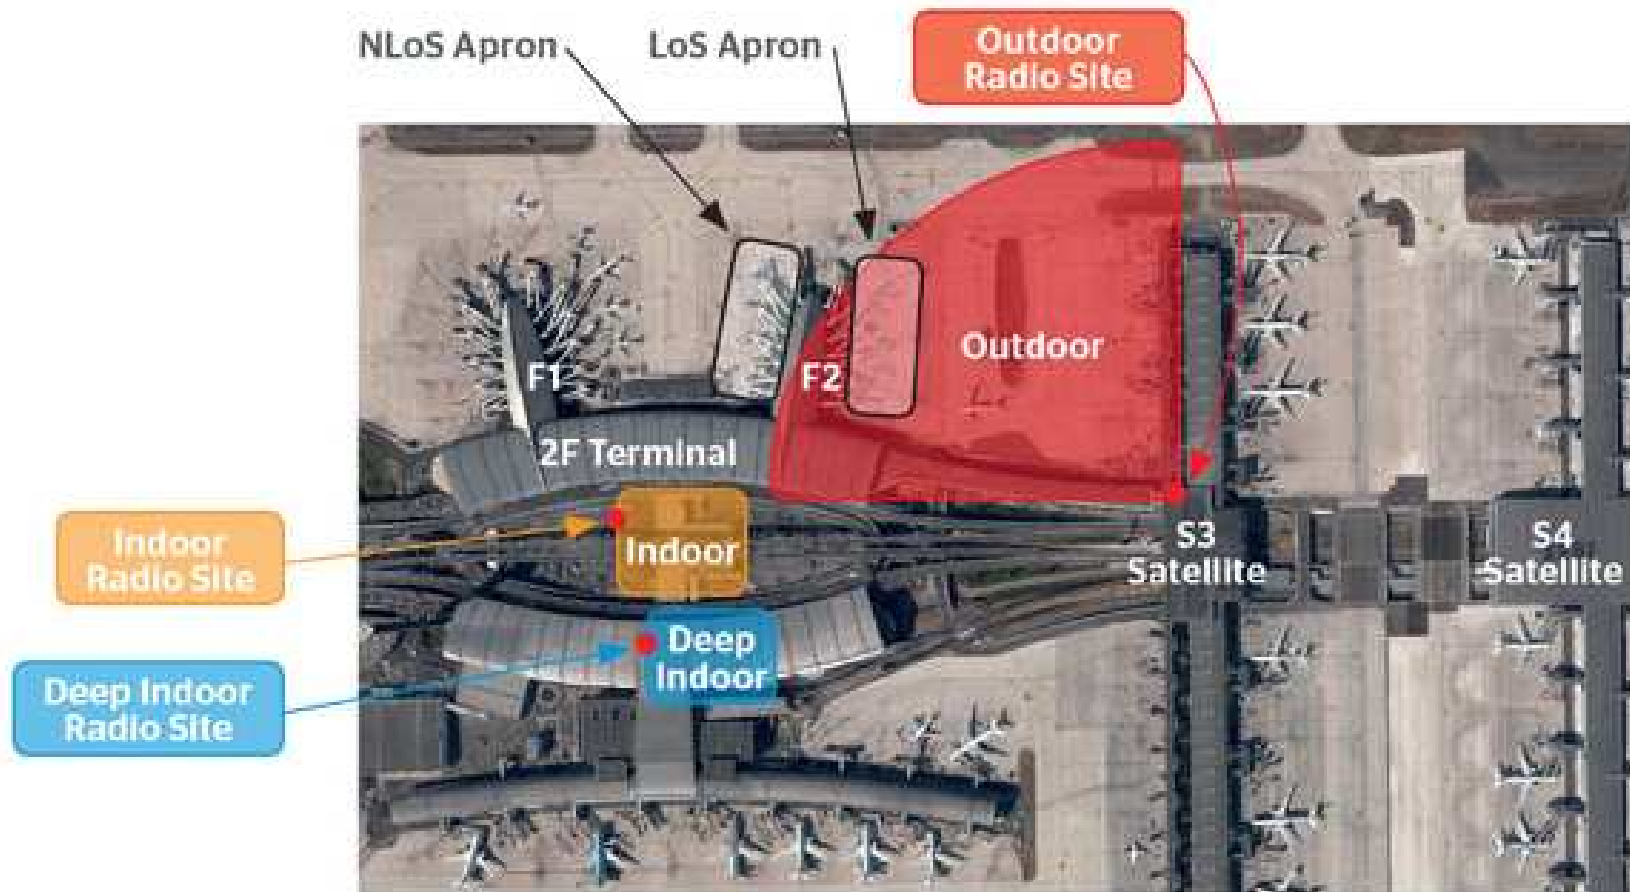 NLoS Apron
LoS Apron
Outdoor
Radio Site
Outdoor
F1
F2
2F Terminal
Indoor
Radio Site
Indoor
S3
Satellite
S4
Satellite
Deep Indoor
Radio Site
Deep
Indoor